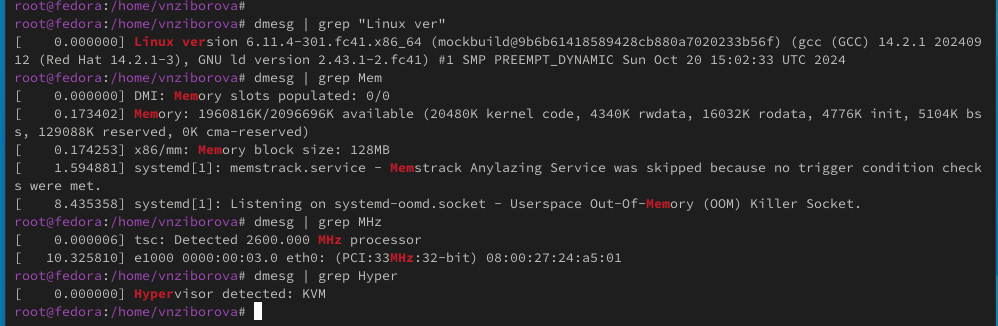 root@fedora:/home/vnziborova#
root@fedora:/home/vnziborova# dmesg | grep "Linux ver"
[    0.000000] Linux version 6.11.4-301.fc41.x86_64 (mockbuild@9b6b61418589428cb880a7020233b56f) (gcc (GCC) 14.2.1 202409
12 (Red Hat 14.2.1-3), GNU ld version 2.43.1-2.fc41) #1 SMP PREEMPT_DYNAMIC Sun Oct 20 15:02:33 UTC 2024
root@fedora:/home/vnziborova# dmesg | grep Mem
[    0.000000] DMI: Memory slots populated: 0/0
[    0.173402] Memory: 1960816K/2096696K available (20480K kernel code, 4340K rwdata, 16032K rodata, 4776K init, 5104K bs
s, 129088K reserved, 0K cma-reserved)
[    0.174253] x86/mm: Memory block size: 128MB
[    1.594881] systemd[1]: memstrack.service - Memstrack Anylazing Service was skipped because no trigger condition check
s were met.
[    8.435358] systemd[1]: Listening on systemd-oomd.socket - Userspace Out-Of-Memory (OOM) Killer Socket.
root@fedora:/home/vnziborova# dmesg | grep MHz
[    0.000006] tsc: Detected 2600.000 MHz processor
[   10.325810] e1000 0000:00:03.0 eth0: (PCI:33MHz:32-bit) 08:00:27:24:a5:01
root@fedora:/home/vnziborova# dmesg | grep Hyper
[    0.000000] Hypervisor detected: KVM
root@fedora:/home/vnziborova#